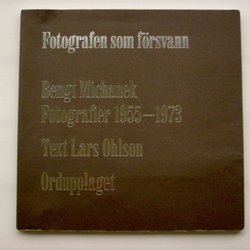 Fotografen som försvann
Bengt Michanek
Fotografier 1955–1973
Text Lars Ohlson
Ordupplaget